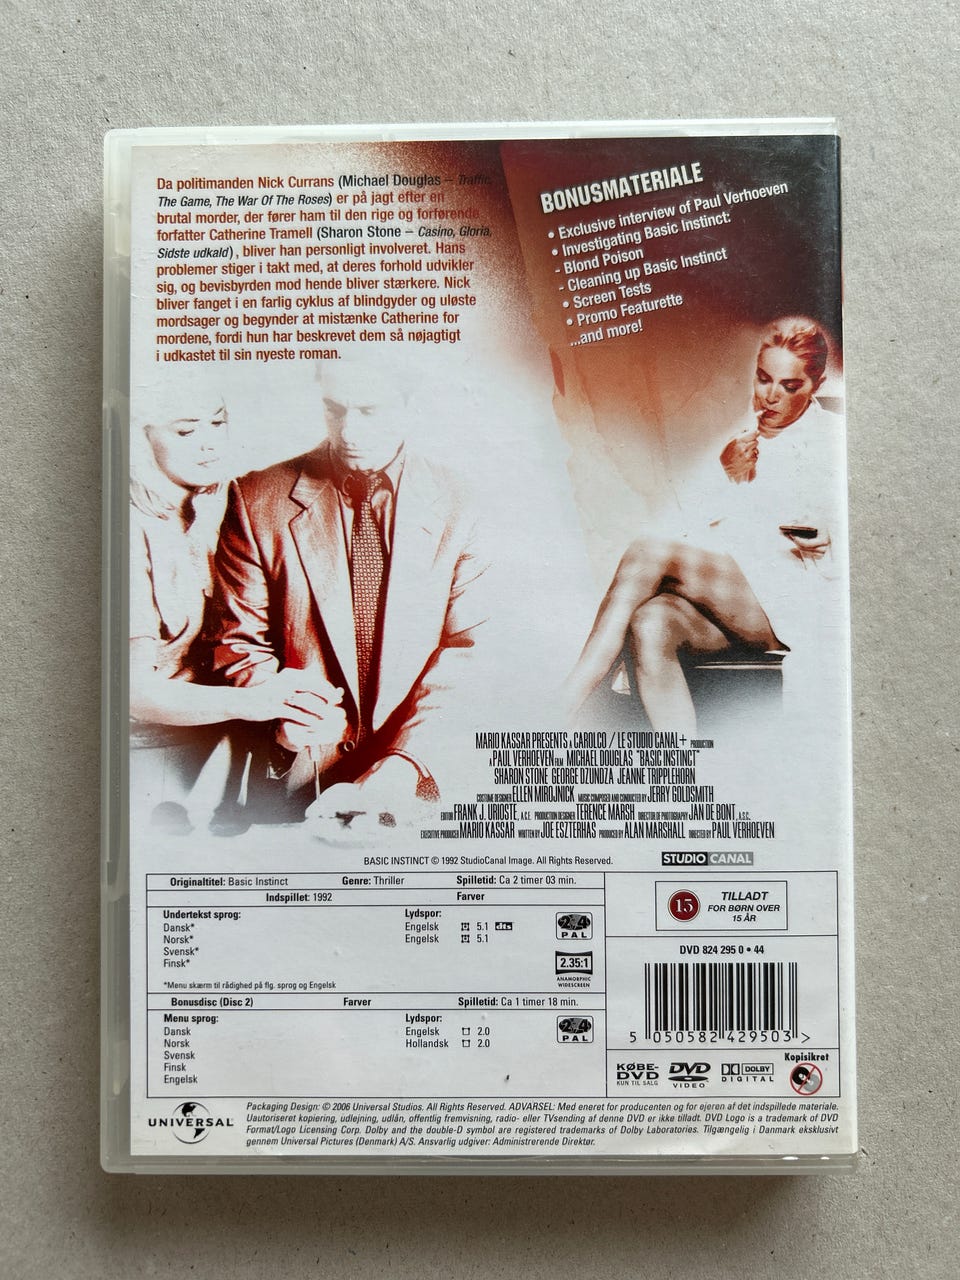 Da politimanden Nick Currans (Michael Douglas – Traffic,
The Game, The War Of The Roses) er på jagt efter en
brutal morder, der fører ham til den rige og forførende
forfatter Catherine Tramell (Sharon Stone – Casino, Gloria,
Sidste udkald), bliver han personligt involveret. Hans
problemer stiger i takt med, at deres forhold udvikler
sig, og bevisbyrden mod hende bliver stærkere. Nick
bliver fanget i en farlig cyklus af blindgyder og uløste
mordsager og begynder at mistænke Catherine for
mordene, fordi hun har beskrevet dem så nøjagtigt
i udkastet til sin nyeste roman.
BONUSMATERIALE
• Exclusive interview of Paul Verhoeven
• Investigating Basic Instinct:
- Blond Poison
- Cleaning up Basic Instinct
• Screen Tests
• Promo Featurette
...and more!
MARIO KASSAR PRESENTS A CAROLCO / LE STUDIO CANAL+ PRODUCTION
A PAUL VERHOEVEN FILM MICHAEL DOUGLAS "BASIC INSTINCT"
SHARON STONE GEORGE DZUNDZA JEANNE TRIPPLEHORN
COSTUME DESIGNER ELLEN MIROJNICK MUSIC COMPOSED AND CONDUCTED BY JERRY GOLDSMITH
EDITOR FRANK J. URIOSTE, A.C.E. PRODUCTION DESIGNER TERENCE MARSH DIRECTOR OF PHOTOGRAPHY JAN DE BONT, A.S.C.
EXECUTIVE PRODUCER MARIO KASSAR WRITTEN BY JOE ESZTERHAS PRODUCED BY ALAN MARSHALL DIRECTED BY PAUL VERHOEVEN
BASIC INSTINCT © 1992 StudioCanal Image. All Rights Reserved.
STUDIO CANAL
Originaltitel: Basic Instinct Genre: Thriller Spilletid: Ca 2 timer 03 min.
Indspillet: 1992 Farver
Undertekst sprog: Lydspor:
Dansk* Engelsk 5.1 dts
Norsk* Engelsk 5.1
Svensk*
Finsk*
*Menu skærm til rådighed på flg. sprog og Engelsk
2 4
PAL
2.35:1
ANAMORPHIC
WIDESCREEN
Bonusdisc (Disc 2) Farver Spilletid: Ca 1 timer 18 min.
Menu sprog: Lydspor:
Dansk Engelsk 2.0
Norsk Hollandsk 2.0
Svensk
Finsk
Engelsk
2 4
PAL
15
TILLADT
FOR BØRN OVER
15 ÅR
DVD 824 295 0 • 44
5 050582 429503 >
KØBE-
DVD
KUN TIL SALG
DVD
VIDEO
DOLBY
DIGITAL
Kopisikret
UNIVERSAL
Packaging Design: © 2006 Universal Studios. All Rights Reserved. ADVARSEL: Med eneret for producenten og for ejeren af det indspillede materiale.
Uautoriseret kopiering, udlejning, udlån, offentlig fremvisning, radio- eller TVsending af denne DVD er ikke tilladt. DVD Logo is a trademark of DVD
Format/Logo Licensing Corp. Dolby and the double-D symbol are registered trademarks of Dolby Laboratories. Tilgængelig i Danmark eksklusivt
gennem Universal Pictures (Denmark) A/S. Ansvarlig udgiver: Administrerende Direktør.